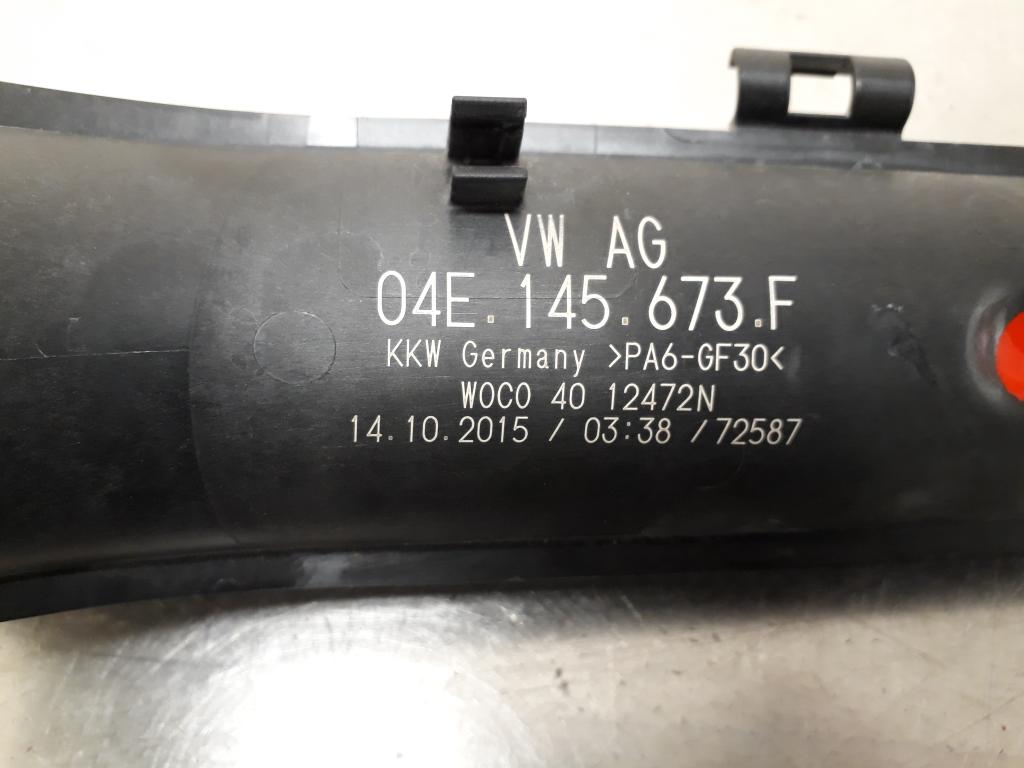 VW AG
04E.145.673.F
KKW Germany >PA6-GF30<
WOCO 40 12472N
14.10.2015 / 03:38 /72587